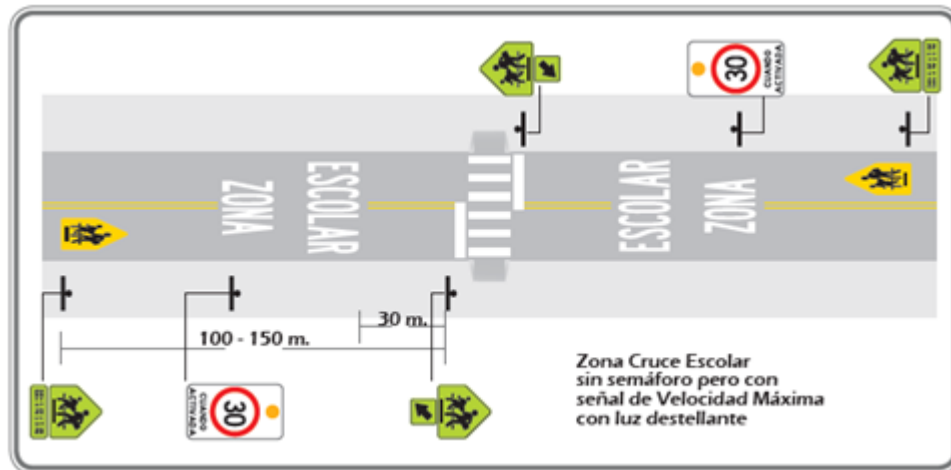 30
CUANDO
ACTIVADA
ESCOLAR
ZONA
ZONA
ESCOLAR
30 m.
100 - 150 m.
30
CUANDO
ACTIVADA
Zona Cruce Escolar
sin semáforo pero con
señal de Velocidad Máxima
con luz destellante